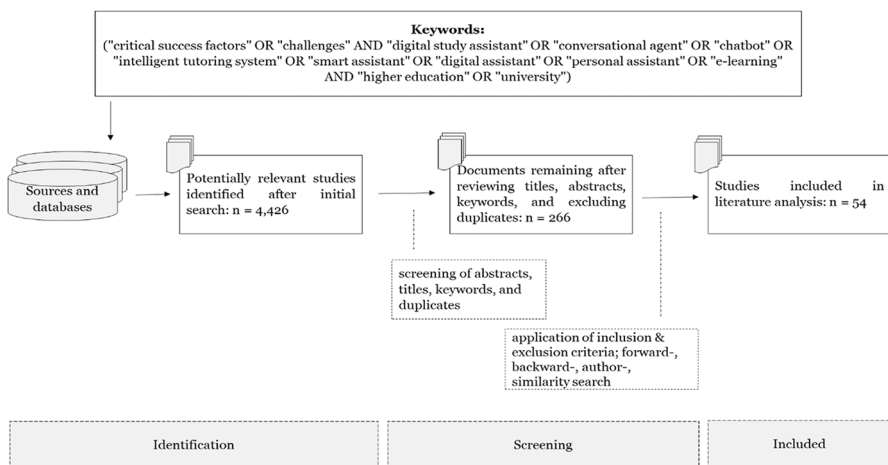 Keywords:
("critical success factors" OR "challenges" AND "digital study assistant" OR "conversational agent" OR "chatbot" OR
"intelligent tutoring system" OR "smart assistant" OR "digital assistant" OR "personal assistant" OR "e-learning"
AND "higher education" OR "university")
Sources and
databases
Potentially relevant studies
identified after initial
search: n = 4,426
Documents remaining after
reviewing titles, abstracts,
keywords, and excluding
duplicates: n = 266
Studies included in
literature analysis: n = 54
screening of abstracts,
titles, keywords, and
duplicates
application of inclusion &
exclusion criteria; forward-,
backward-, author-,
similarity search
Identification
Screening
Included